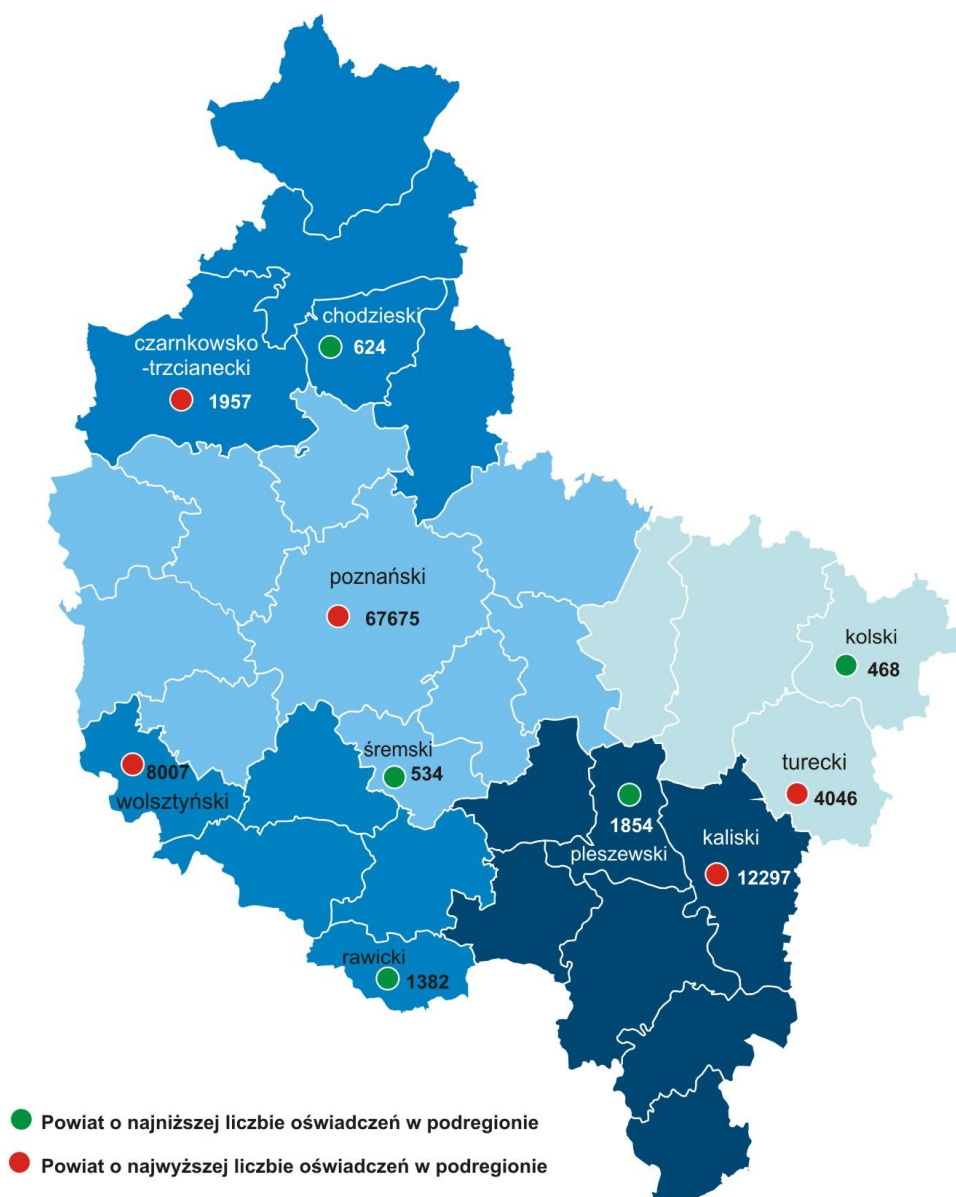 chodzieski
624
czarnkowsko
-trzcianecki
1957
poznański
67675
kolski
468
śremski
534
8007
wolsztyński
turecki
4046
1854
pleszewski
kaliski
12297
rawicki
1382
Powiat o najniższej liczbie oświadczeń w podregionie
Powiat o najwyższej liczbie oświadczeń w podregionie